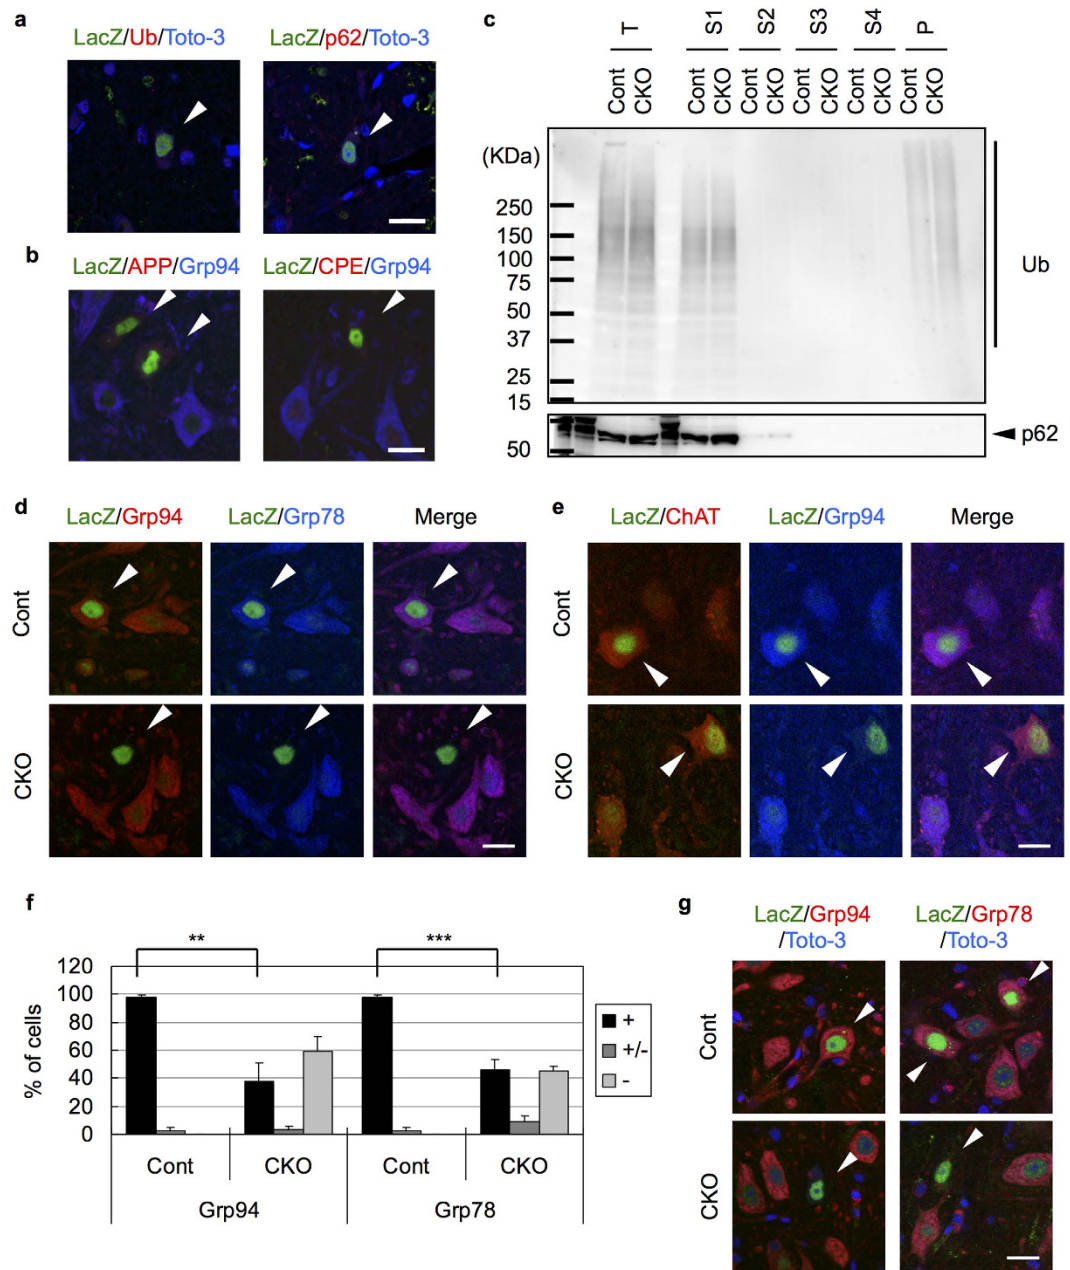 a
LacZ/Ub/Toto-3
LacZ/p62/Toto-3
b
LacZ/APP/Grp94
LacZ/CPE/Grp94
c
T
S1
S2
S3
S4
P
Cont
CKO
Cont
CKO
Cont
CKO
Cont
CKO
Cont
CKO
Cont
CKO
(KDa)
250
150
100
75
50
37
25
15
Ub
50
p62
d
LacZ/Grp94
LacZ/Grp78
Merge
Cont
CKO
e
LacZ/ChAT
LacZ/Grp94
Merge
Cont
CKO
f
**
***
% of cells
120
100
80
60
40
20
0
+
+/-
-
Cont
CKO
Cont
CKO
Grp94
Grp78
g
LacZ/Grp94
/Toto-3
LacZ/Grp78
/Toto-3
Cont
CKO